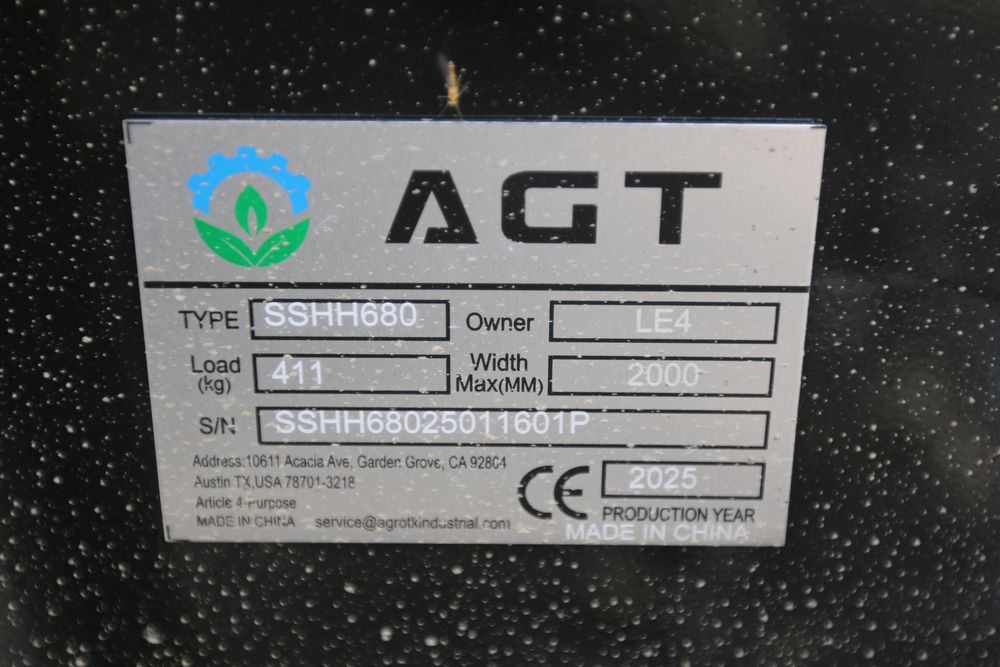 AGT
TYPE SSHH680 Owner LE4
Load (kg) 411 Width Max(MM) 2000
S/N SSHH68025011601P
Address:10611 Acacia Ave, Garden Grove, CA 92804
Austin TX,USA 78701-3218
Article 4-Purpose
MADE IN CHINA service@agrotkindustrial.com
CE 2025
PRODUCTION YEAR
MADE IN CHINA